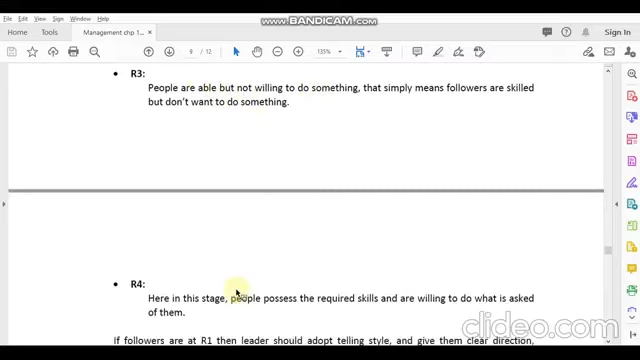 WWW.BANDICAM.COM
File Edit View Sign Window Help
Home Tools Management chp 1... × Sign In
9 / 12 135%
• R3:
People are able but not willing to do something, that simply means followers are skilled
but don't want to do something.
• R4:
Here in this stage, people possess the required skills and are willing to do what is asked
of them.
If followers are at R1 then leader should adopt telling style, and give them clear direction,
clideo.com